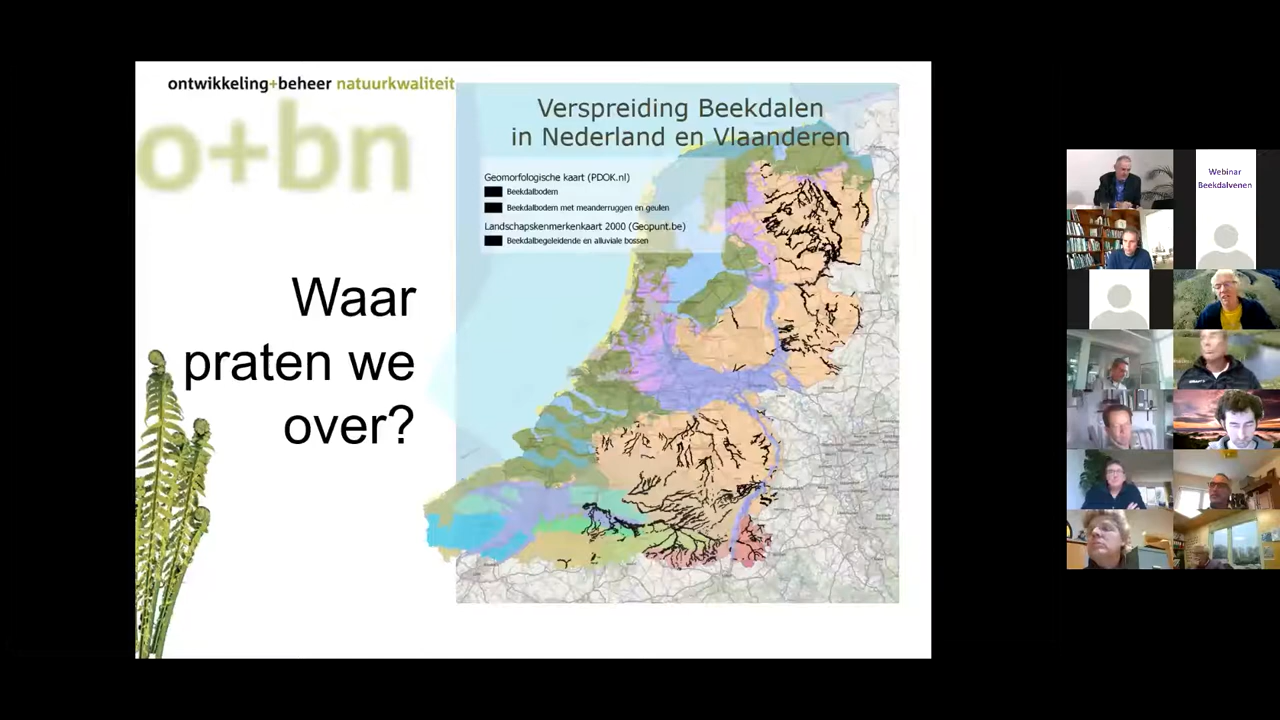 ontwikkeling+beheer natuurkwaliteit
o+bn
Waar
praten we
over?
Verspreiding Beekdalen
in Nederland en Vlaanderen
Geomorfologische kaart (PDOK.nl)
Beekdalbodem
Beekdalbodem met meanderruggen en geulen
Landschapskenmerkenkaart 2000 (Geopunt.be)
Beekdalbegeleidende en alluviale bossen
Webinar
Beekdalvenen